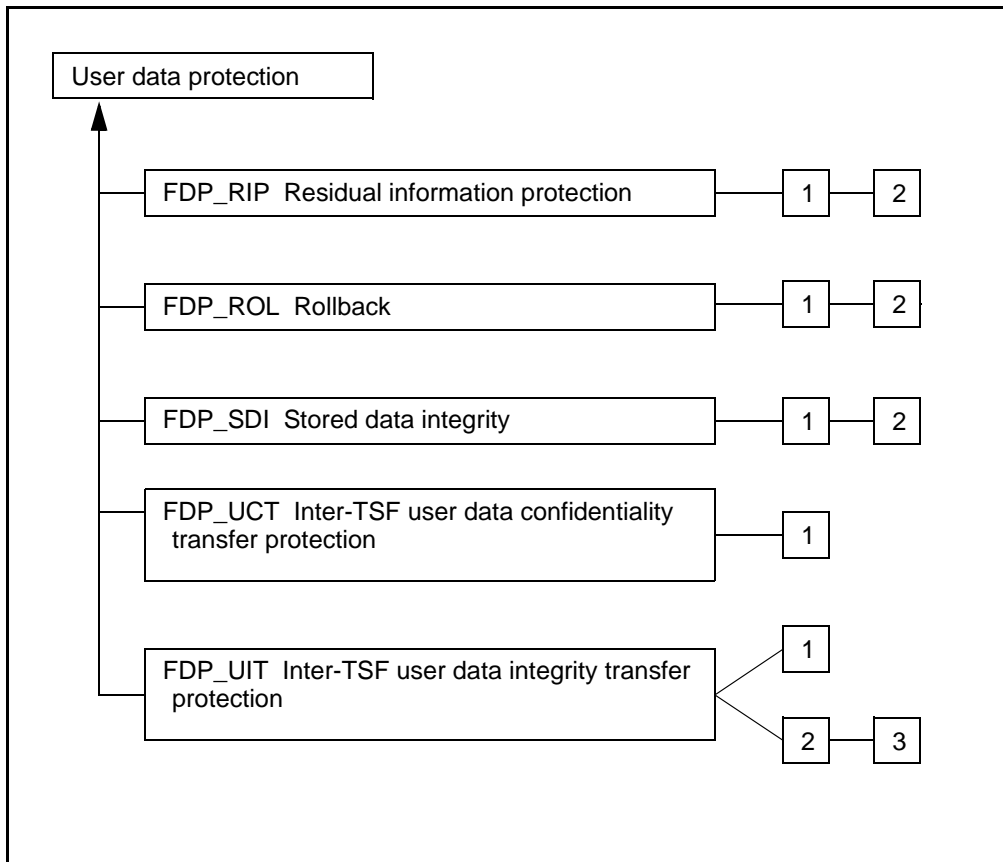 User data protection
FDP_RIP Residual information protection 1 2
FDP_ROL Rollback 1 2
FDP_SDI Stored data integrity 1 2
FDP_UCT Inter-TSF user data confidentiality
transfer protection
1
FDP_UIT Inter-TSF user data integrity transfer
protection
1
2 3